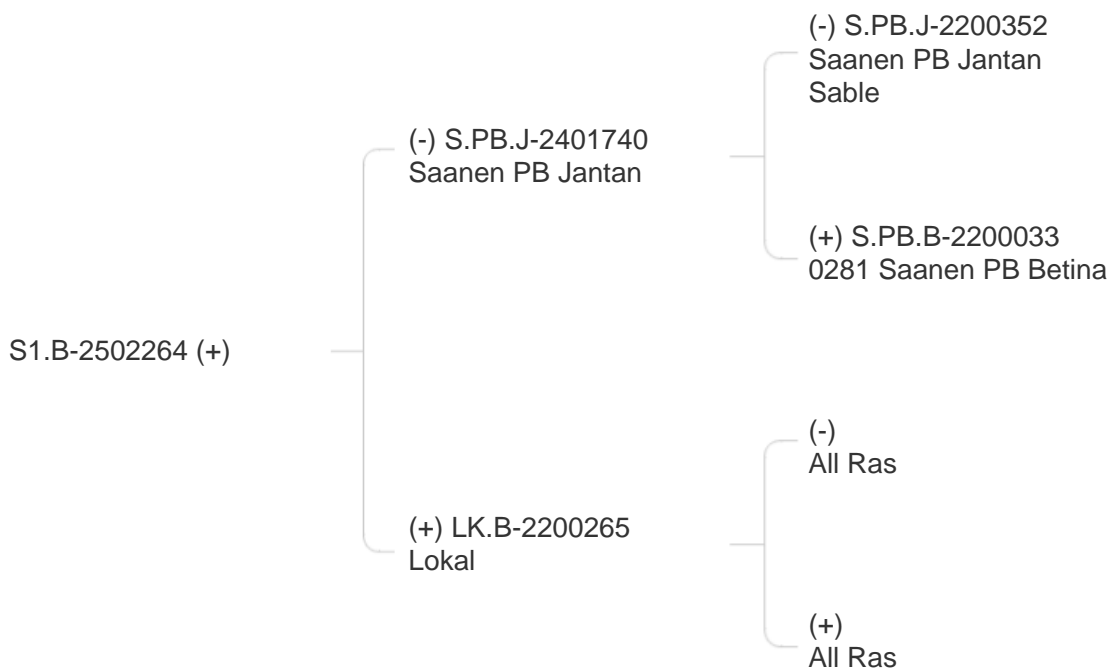 (-) S.PB.J-2200352
Saanen PB Jantan
Sable
(-) S.PB.J-2401740
Saanen PB Jantan
(+) S.PB.B-2200033
0281 Saanen PB Betina
S1.B-2502264 (+)
(-)
All Ras
(+) LK.B-2200265
Lokal
(+)
All Ras